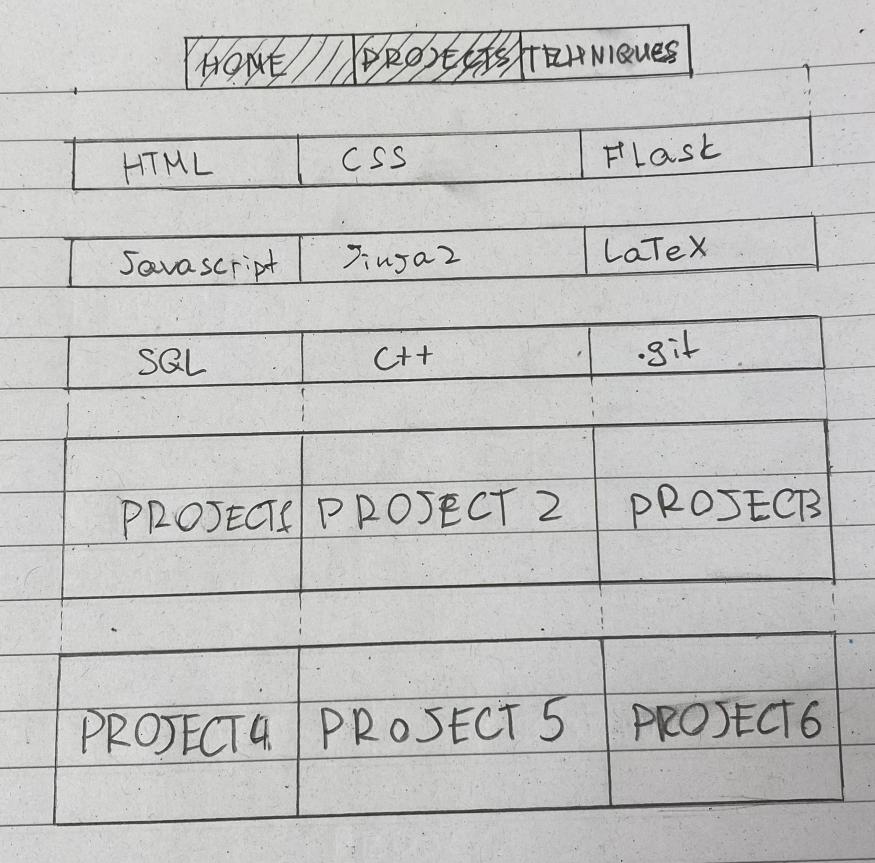 HOME PROJECTS TECHNIQUES
HTML CSS Flask
Javascript Jinja2 LaTeX
SQL C++ .git
PROJECT1 PROJECT 2 PROJECT3
PROJECT4 PROJECT 5 PROJECT6